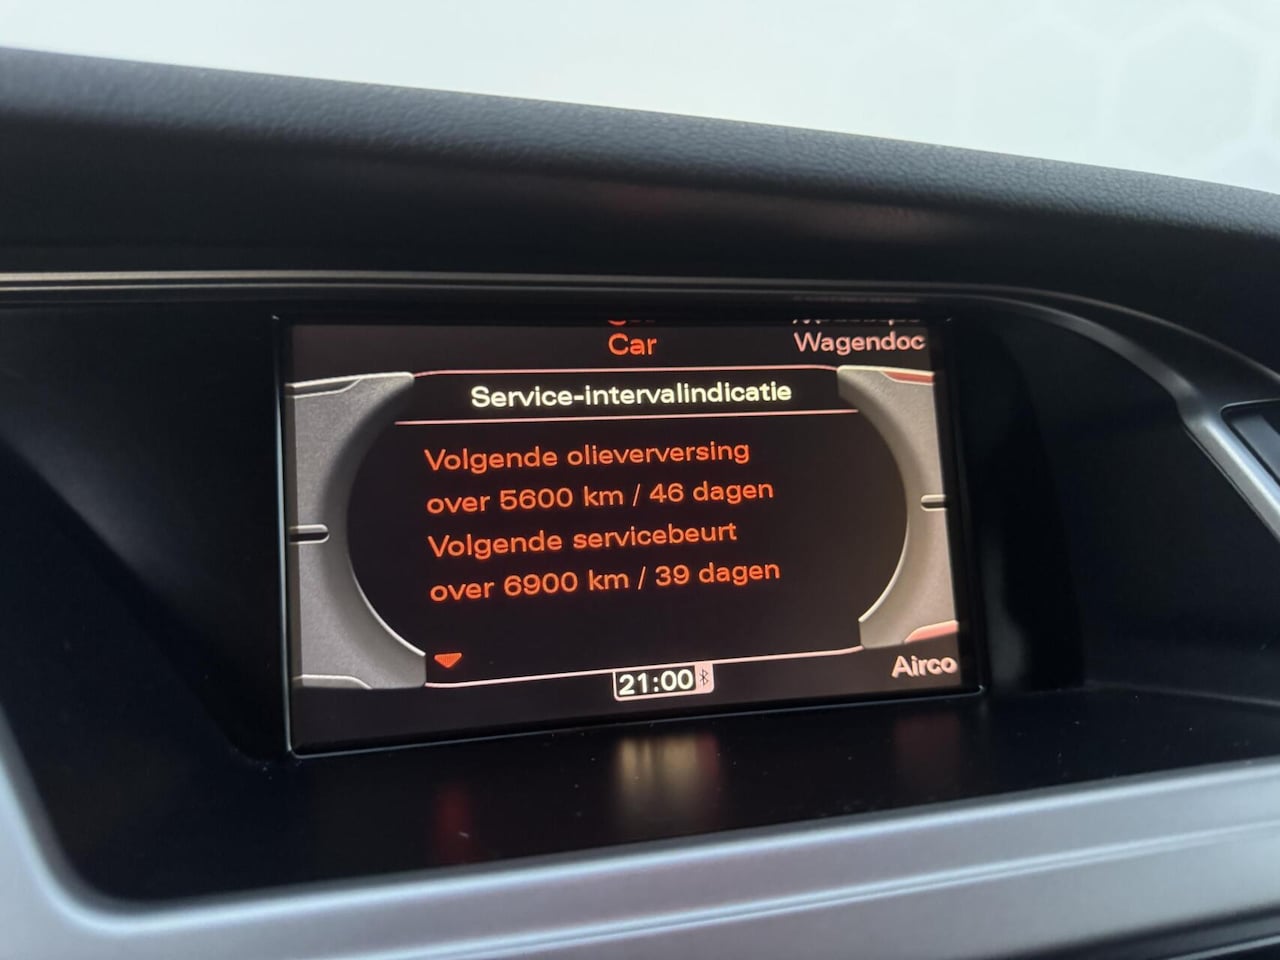 Car
Wagendoc
Service-intervalindicatie
Volgende olieverversing
over 5600 km / 46 dagen
Volgende servicebeurt
over 6900 km / 39 dagen
21:00
Airco